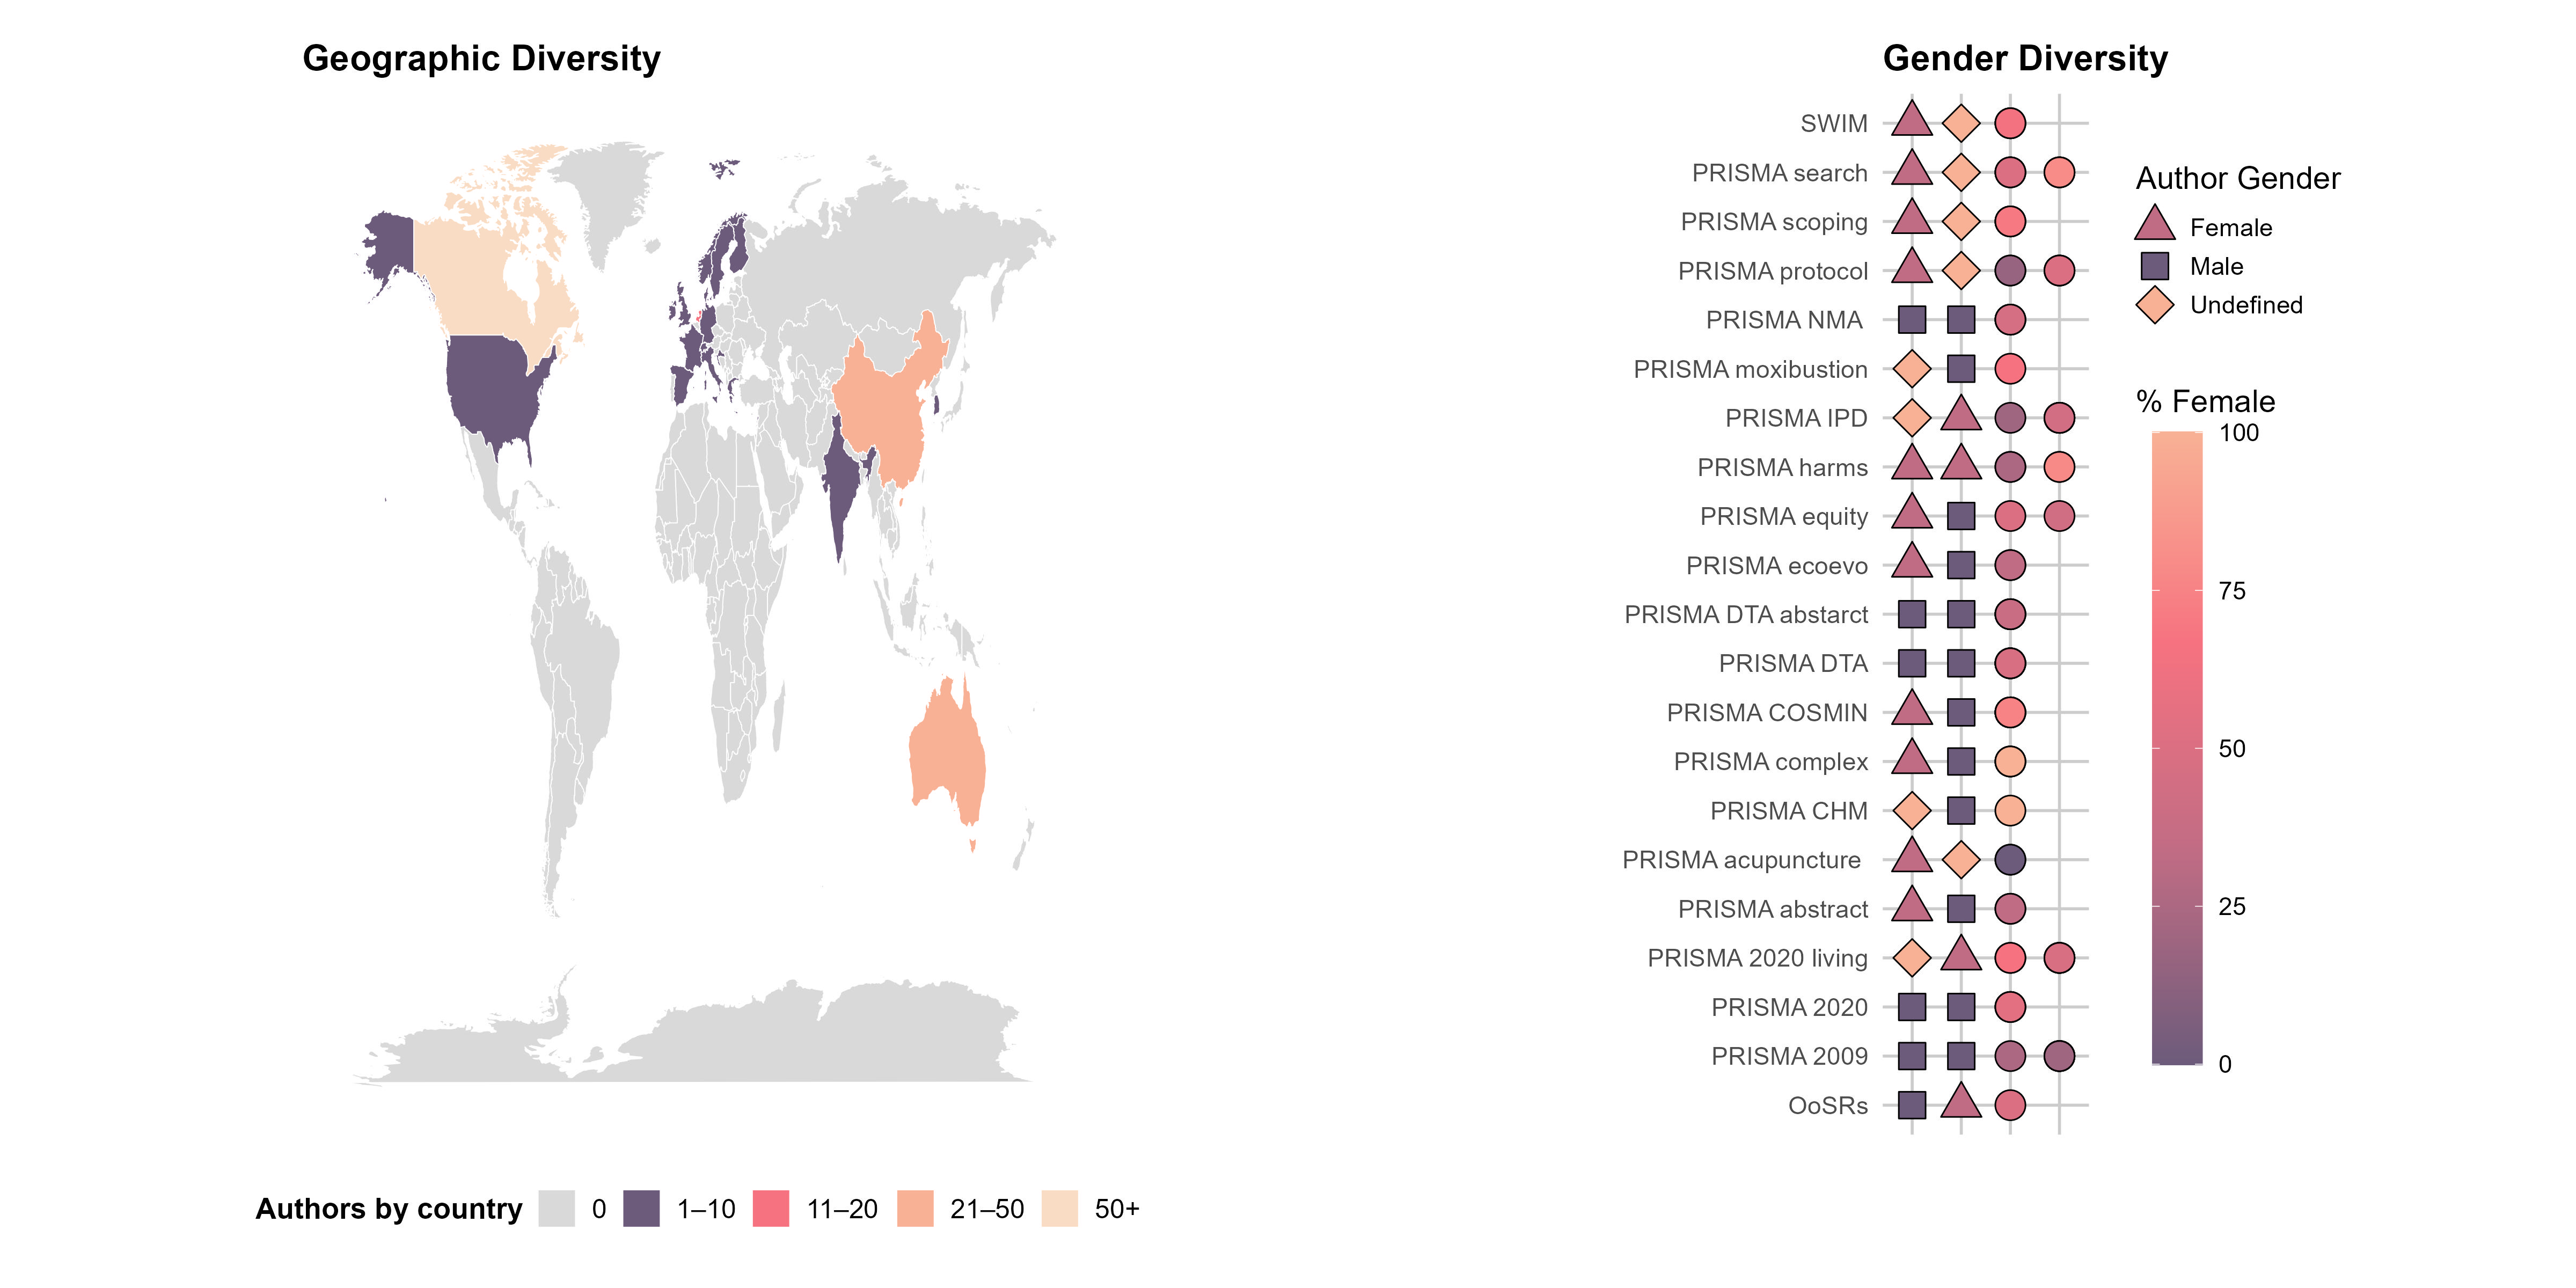 Geographic Diversity
Authors by country
0
1–10
11–20
21–50
50+
Gender Diversity
SWIM
PRISMA search
PRISMA scoping
PRISMA protocol
PRISMA NMA
PRISMA moxibustion
PRISMA IPD
PRISMA harms
PRISMA equity
PRISMA ecoevo
PRISMA DTA abstarct
PRISMA DTA
PRISMA COSMIN
PRISMA complex
PRISMA CHM
PRISMA acupuncture
PRISMA abstract
PRISMA 2020 living
PRISMA 2020
PRISMA 2009
OoSRs
Author Gender
Female
Male
Undefined
% Female
100
75
50
25
0